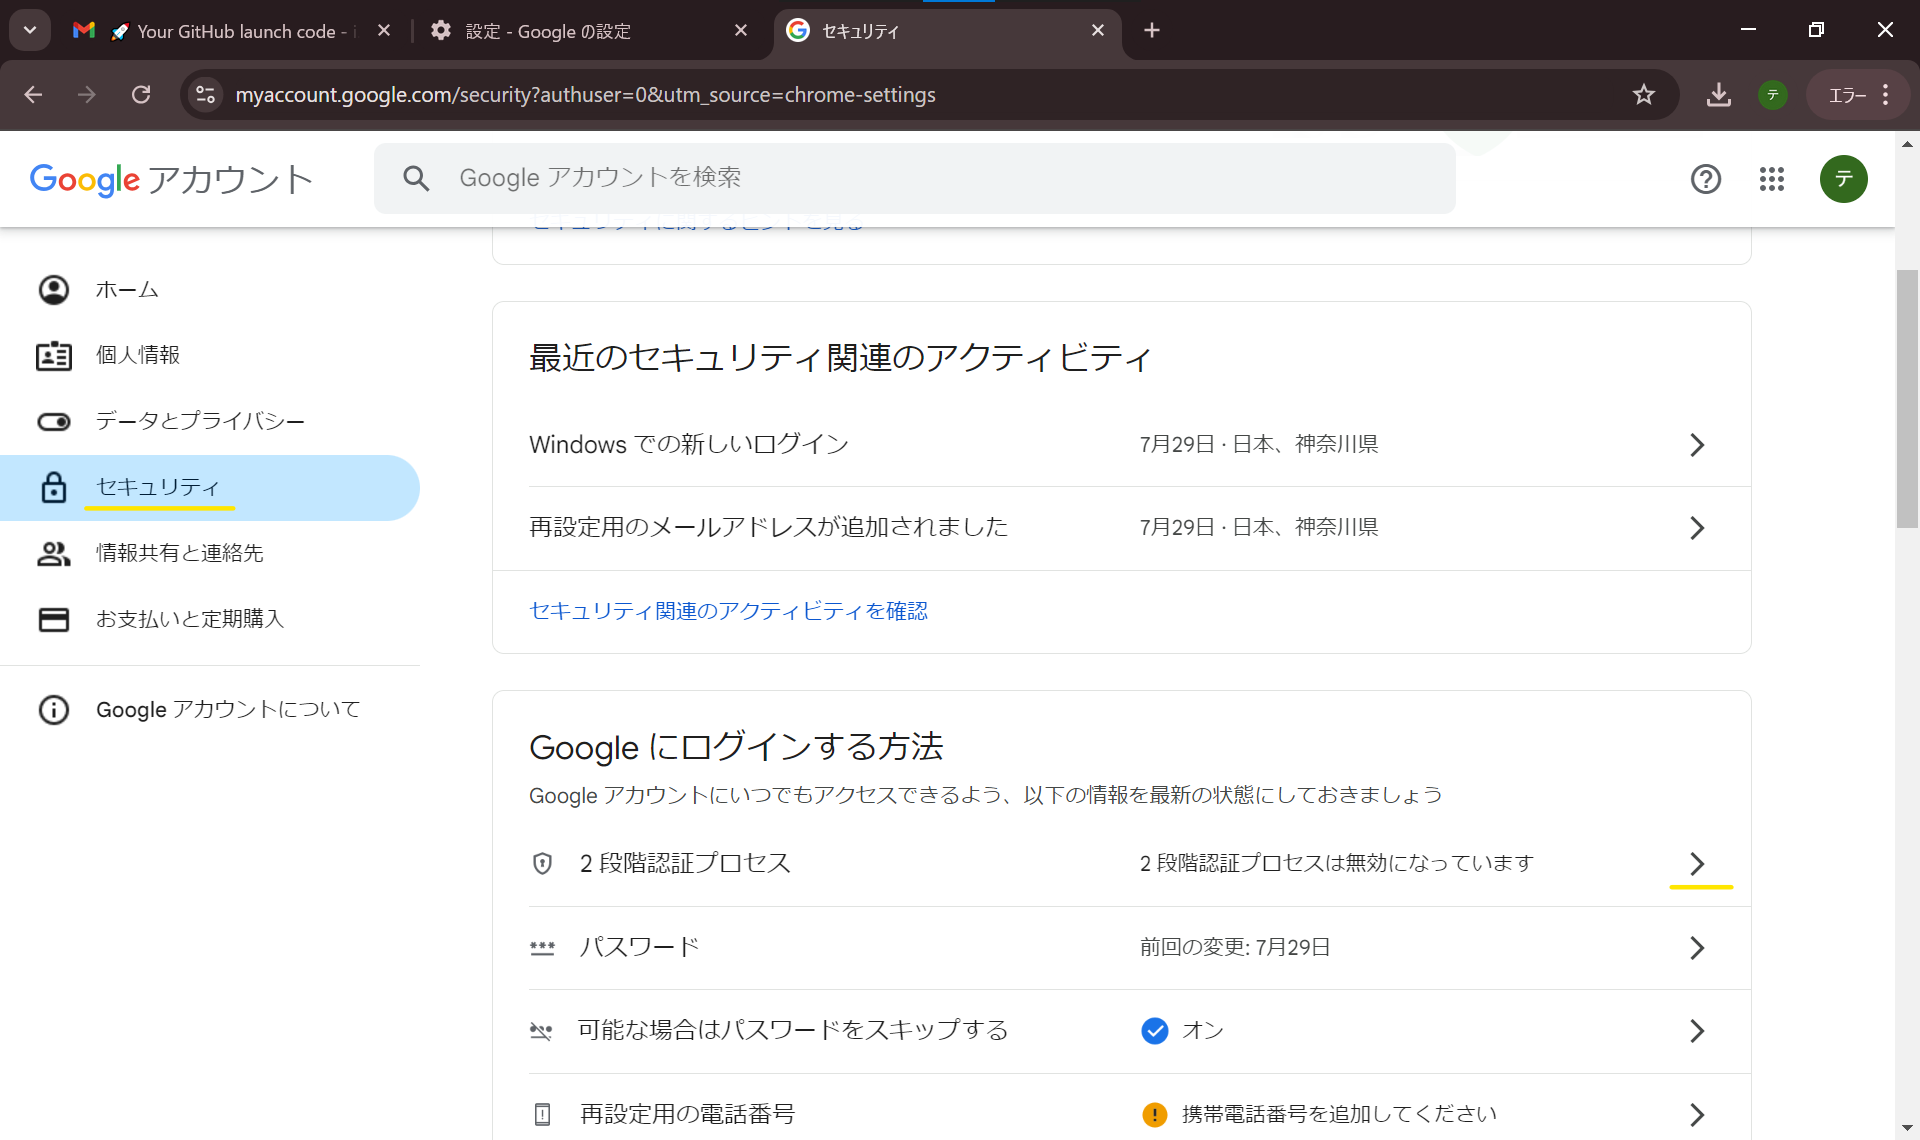 🚀 Your GitHub launch code - i
設定 - Google の設定
セキュリティ
myaccount.google.com/security?authuser=0&utm_source=chrome-settings
テ
エラー
Google アカウント
Google アカウントを検索
テ
セキュリティに関するヒントを見る
ホーム
個人情報
データとプライバシー
セキュリティ
情報共有と連絡先
お支払いと定期購入
Google アカウントについて
最近のセキュリティ関連のアクティビティ
Windows での新しいログイン
7月29日 · 日本、神奈川県
再設定用のメールアドレスが追加されました
7月29日 · 日本、神奈川県
セキュリティ関連のアクティビティを確認
Google にログインする方法
Google アカウントにいつでもアクセスできるよう、以下の情報を最新の状態にしておきましょう
2 段階認証プロセス
2 段階認証プロセスは無効になっています
パスワード
前回の変更: 7月29日
可能な場合はパスワードをスキップする
オン
再設定用の電話番号
携帯電話番号を追加してください